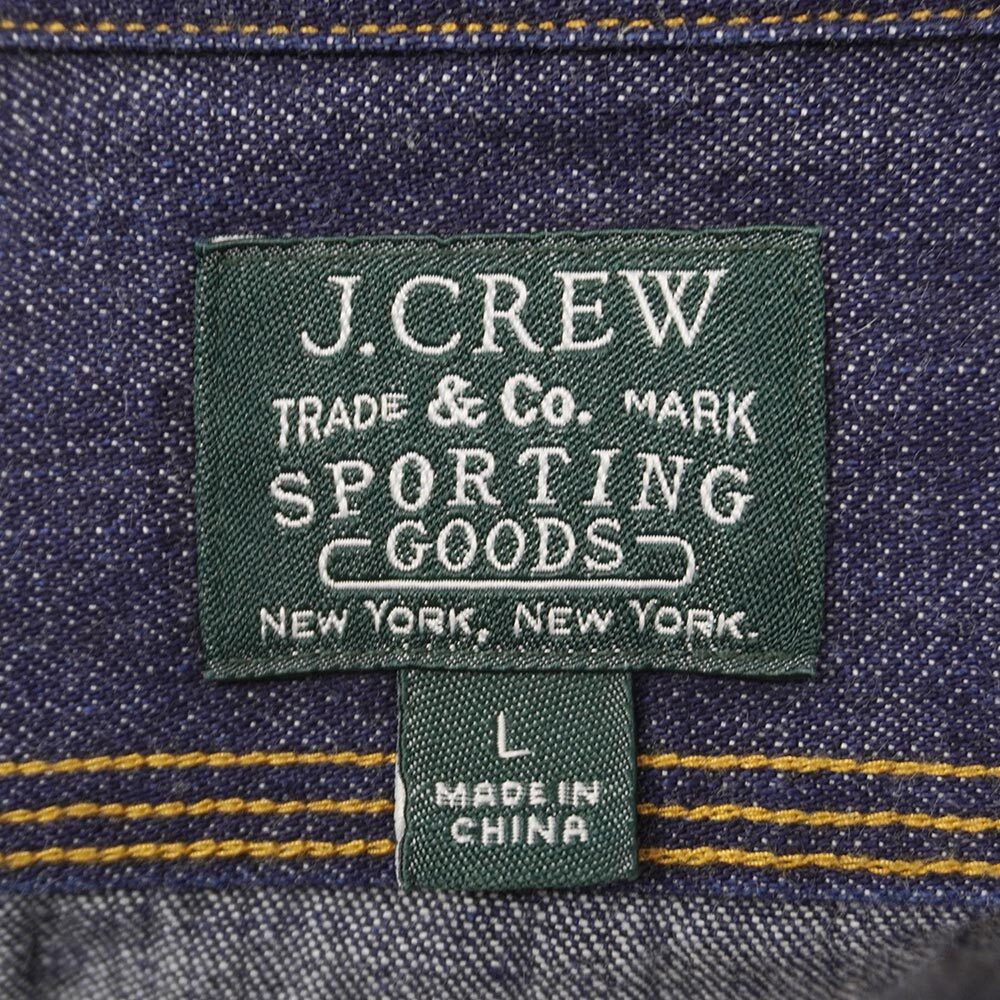 J.CREW
TRADE & Co. MARK
SPORTING
GOODS
NEW YORK, NEW YORK.
L
MADE IN
CHINA